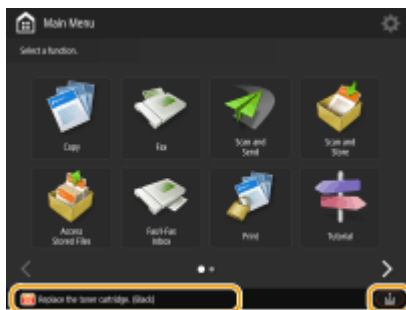 Main Menu
Select a function.
Copy
Fax
Scan and
Send
Scan and
Store
Access
Stored Files
Fax/I-Fax
Inbox
Print
Tutorial
Replace the toner cartridge. (Black)